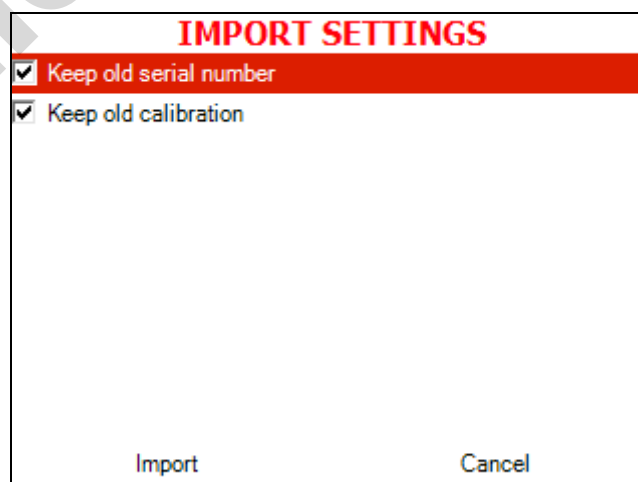 IMPORT SETTINGS
Keep old serial number
Keep old calibration
Import Cancel